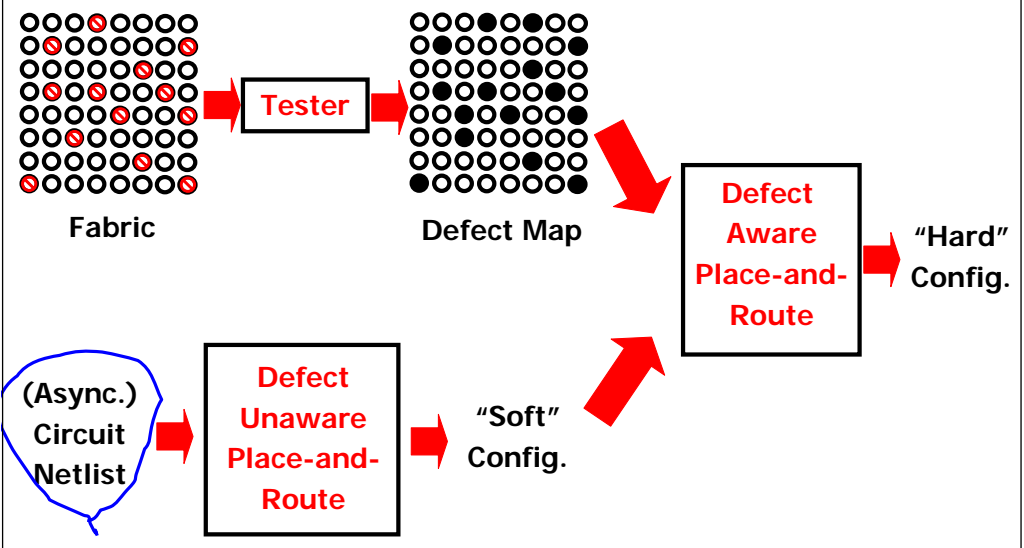 Tester
Fabric
Defect Map
Defect
Aware
Place-and-
Route
“Hard”
Config.
(Async.)
Circuit
Netlist
Defect
Unaware
Place-and-
Route
“Soft”
Config.